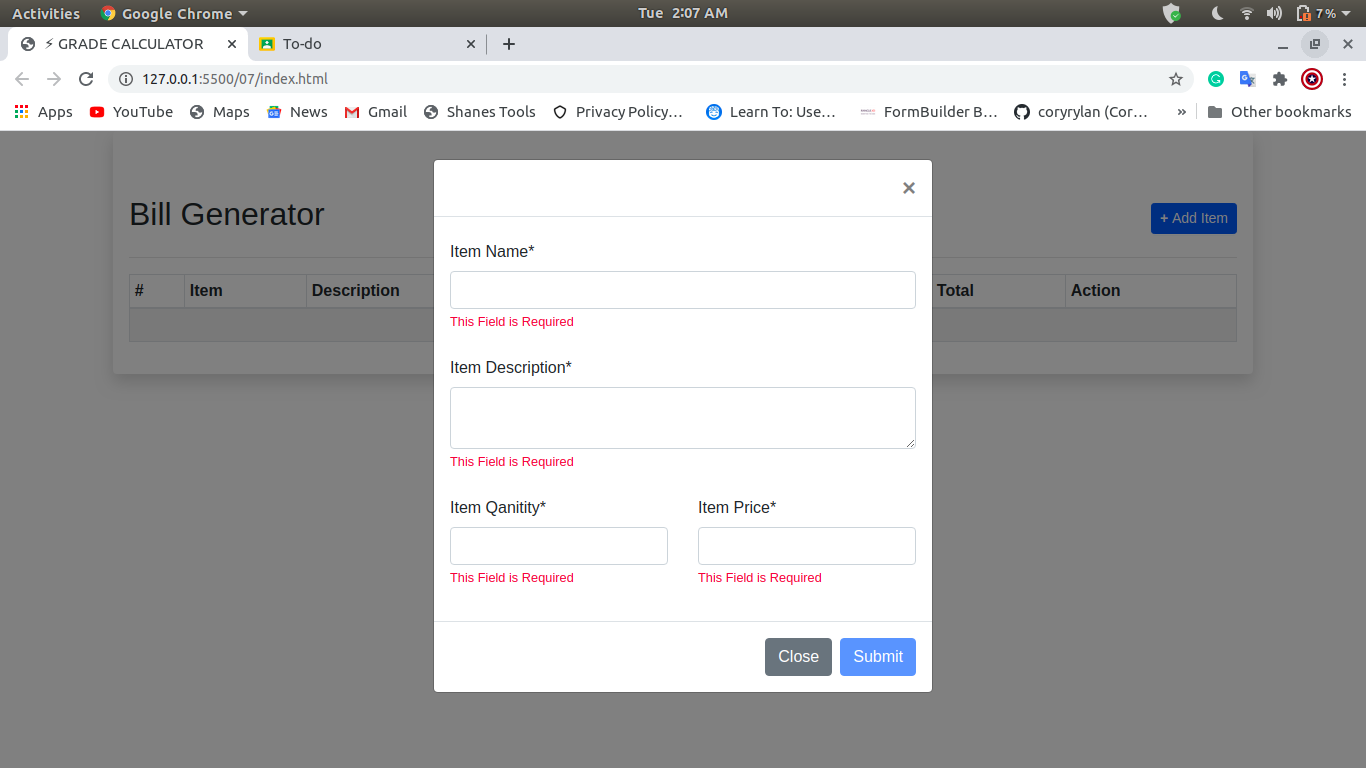 Activities Google Chrome Tue 2:07 AM 7%
⚡ GRADE CALCULATOR × To-do × +
127.0.0.1:5500/07/index.html
Apps YouTube Maps News Gmail Shanes Tools Privacy Policy... Learn To: Use... FormBuilder B... coryrylan (Cor... » Other bookmarks
×
Bill Generator + Add Item
# Item Description Total Action
Item Name*
This Field is Required
Item Description*
This Field is Required
Item Qanitity* Item Price*
This Field is Required This Field is Required
Close Submit